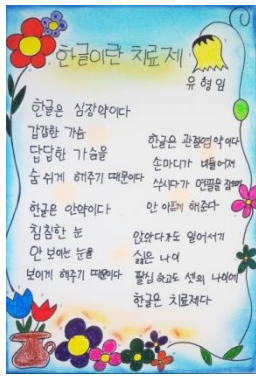 한글이란 치료제
유형임
한글은 심장약이다
갑갑한 가슴
답답한 가슴을
숨 쉬게 해주기 때문이다
한글은 안약이다
침침한 눈
안 보이는 눈을
보이게 해주기 때문이다
한글은 관절염 약이다
손마디가
쑤시다가 연필을 잡으면
안 아프게 해준다
앉았다가도 일어서기
싫은 나이
팔십 하고도 셋의 나이에
한글은 치료제다